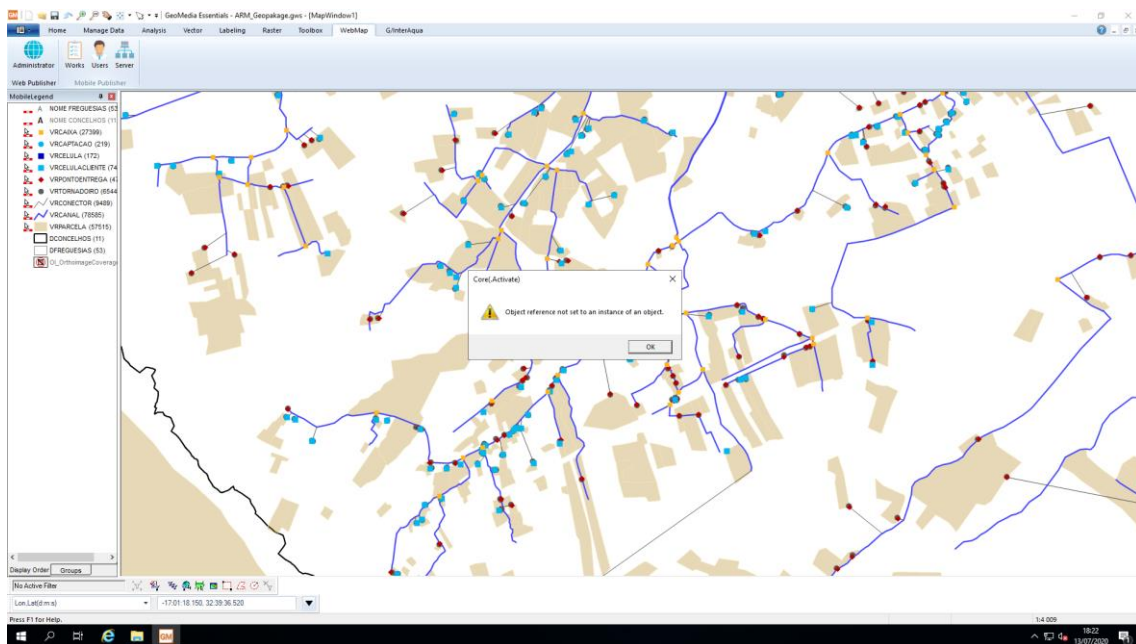 GeoMedia Essentials - ARM_Geopakage.gws - [MapWindow1]
Home Manage Data Analysis Vector Labeling Raster Toolbox WebMap G/InterAqua
Administrator Works Users Server
Web Publisher Mobile Publisher
MobileLegend
A NOME FREGUESIAS (53
A NOME CONCELHOS (11
VRCAIXA (27399)
VRCAPTACAO (219)
VRCELULA (172)
VRCELULACLIENTE (74
VRPONTOENTREGA (42
VRTORNADOIRO (6544
VRCONECTOR (9489)
VRCANAL (78585)
VRPARCELA (57515)
DCONCELHOS (11)
DFREGUESIAS (53)
OI_OrthoimageCoverag
Core(.Activate)
Object reference not set to an instance of an object.
OK
Display Order Groups
No Active Filter
Lon.Lat(d m s) -17:01:18.150, 32:39:36.520
Press F1 for Help. 1:4 009
GM
18:22
13/07/2020